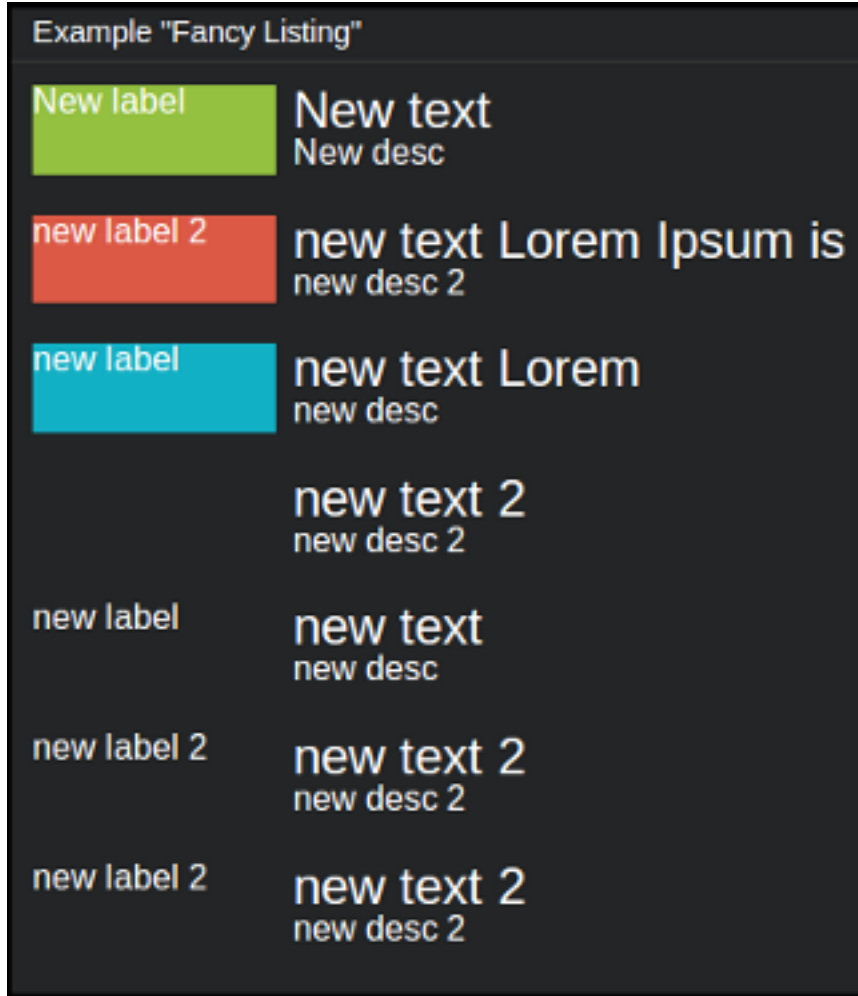 Example "Fancy Listing"
New label
New text
New desc
new label 2
new text Lorem Ipsum is
new desc 2
new label
new text Lorem
new desc
new text 2
new desc 2
new label
new text
new desc
new label 2
new text 2
new desc 2
new label 2
new text 2
new desc 2